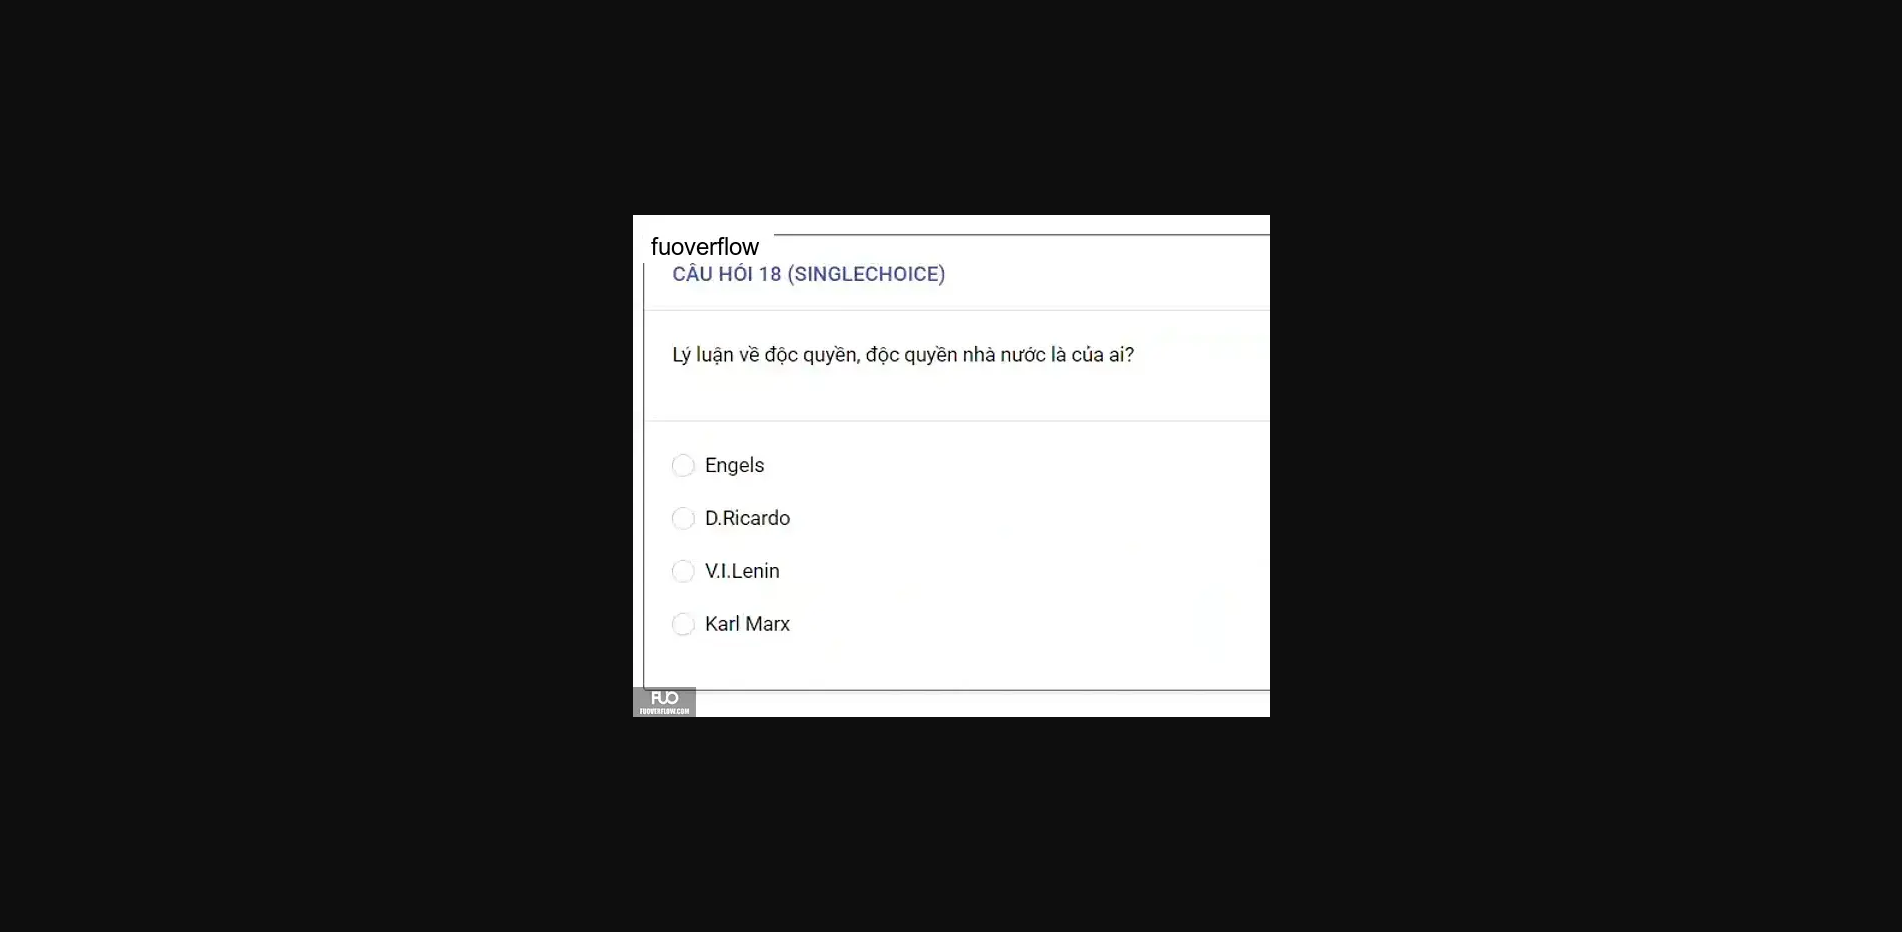 fuoverflow
CÂU HỎI 18 (SINGLECHOICE)
Lý luận về độc quyền, độc quyền nhà nước là của ai?
Engels
D.Ricardo
V.I.Lenin
Karl Marx
FUO
FUOVERFLOW.COM